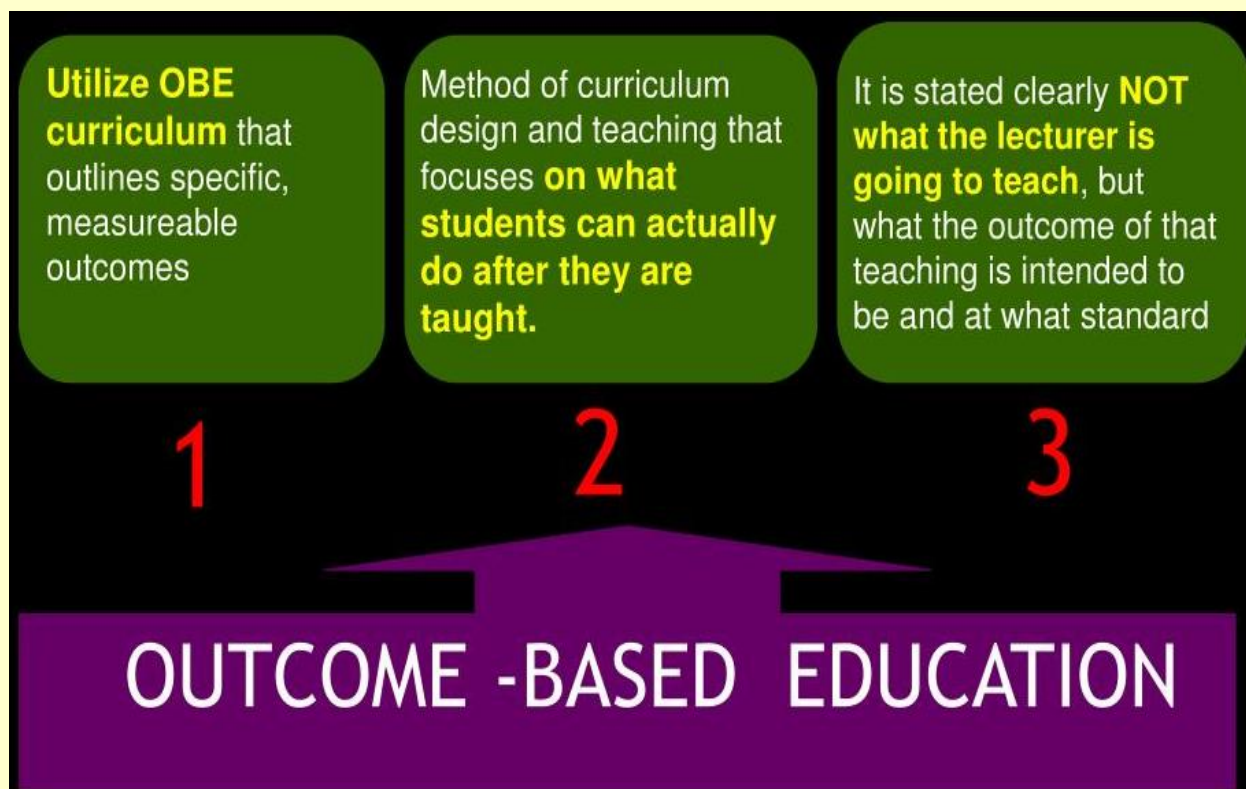 Utilize OBE
curriculum that
outlines specific,
measureable
outcomes
Method of curriculum
design and teaching that
focuses on what
students can actually
do after they are
taught.
It is stated clearly NOT
what the lecturer is
going to teach, but
what the outcome of that
teaching is intended to
be and at what standard
1
2
3
OUTCOME -BASED EDUCATION